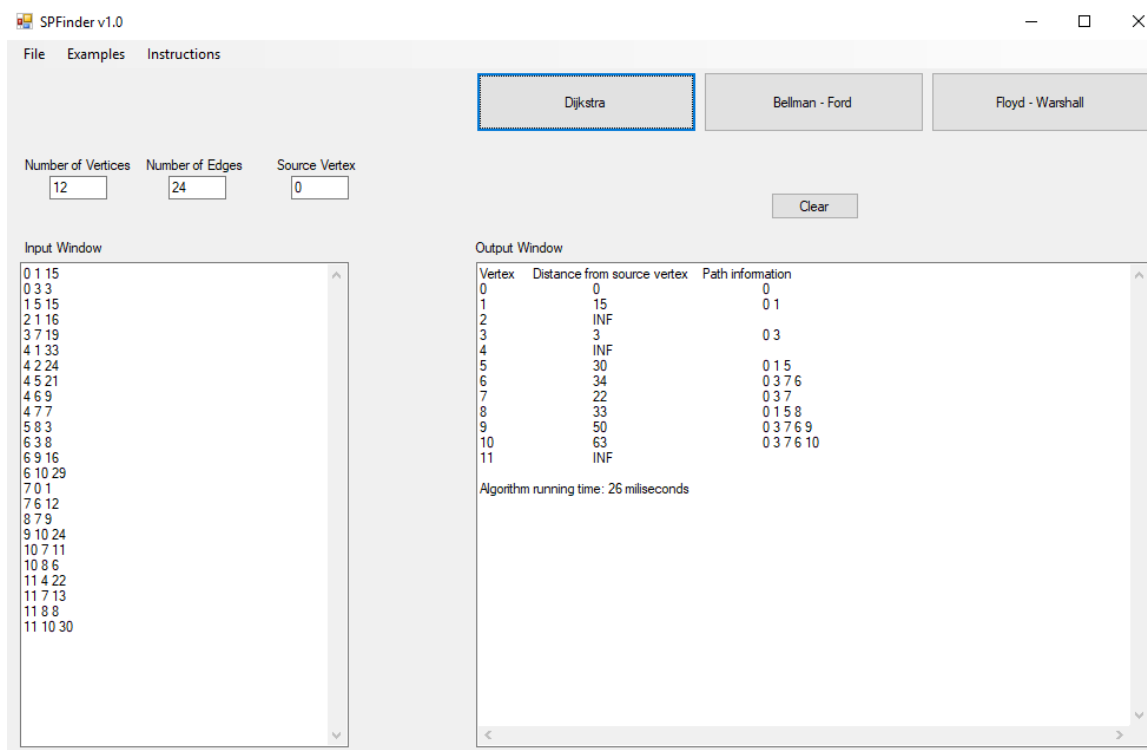 SPFinder v1.0
File Examples Instructions
Dijkstra Bellman - Ford Floyd - Warshall
Number of Vertices Number of Edges Source Vertex
12 24 0
Clear
Input Window
0 1 15
0 3 3
1 5 15
2 1 16
3 7 19
4 1 33
4 2 24
4 5 21
4 6 9
4 7 7
5 8 3
6 3 8
6 9 16
6 10 29
7 0 1
7 6 12
8 7 9
9 10 24
10 7 11
10 8 6
11 4 22
11 7 13
11 8 8
11 10 30
Output Window
Vertex Distance from source vertex Path information
0 0 0
1 15 0 1
2 INF
3 3 0 3
4 INF
5 30 0 1 5
6 34 0 3 7 6
7 22 0 3 7
8 33 0 1 5 8
9 50 0 3 7 6 9
10 63 0 3 7 6 10
11 INF
Algorithm running time: 26 miliseconds